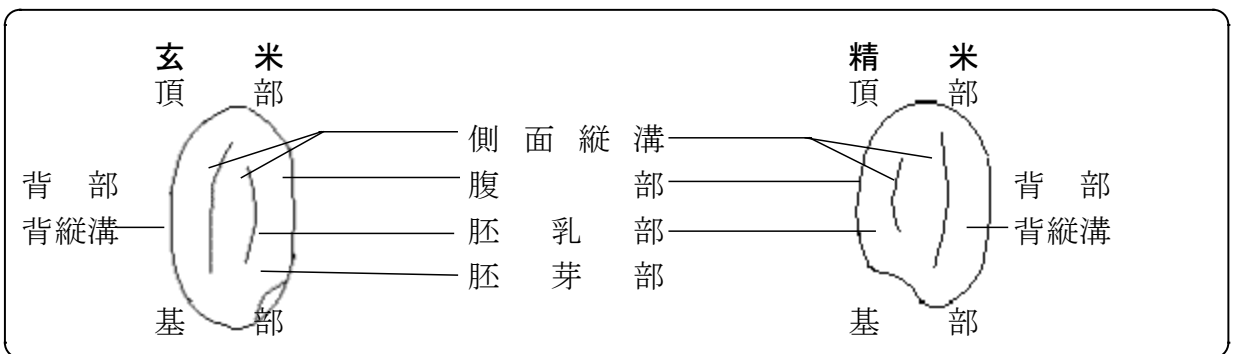 玄米 精米
頂部 頂部
側面縦溝
背部 腹部 背部
背縦溝 胚乳部 背縦溝
胚芽部
基部 基部